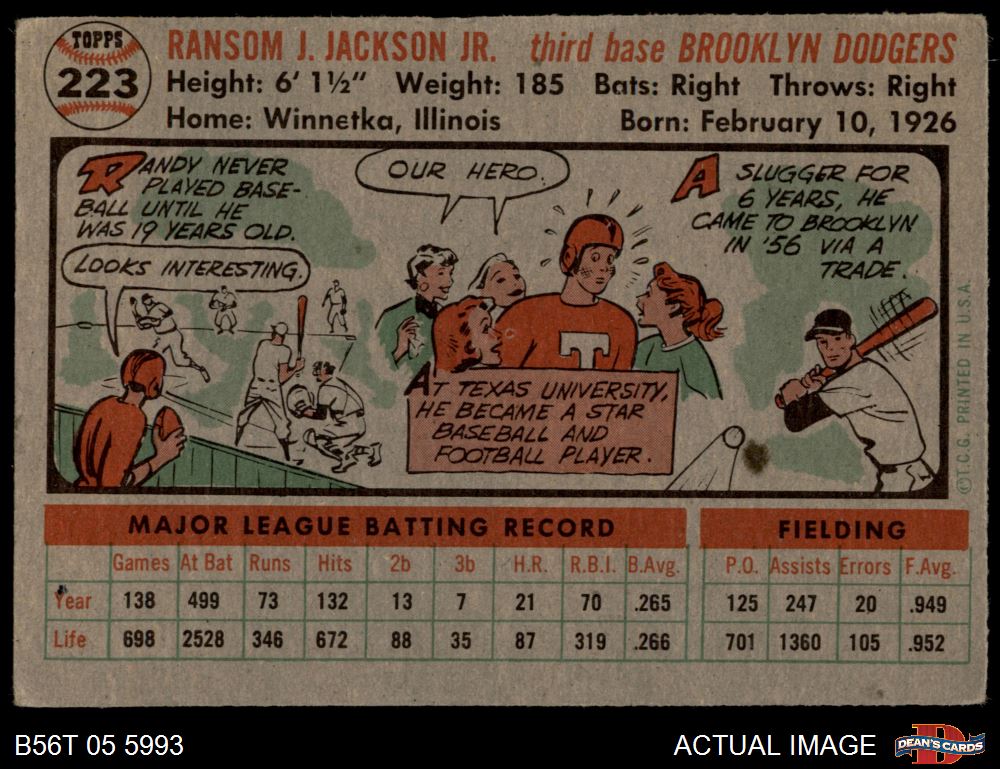 TOPPS
223
RANSOM J. JACKSON JR. third base BROOKLYN DODGERS
Height: 6' 1½" Weight: 185 Bats: Right Throws: Right
Home: Winnetka, Illinois Born: February 10, 1926
RANDY NEVER
PLAYED BASE-
BALL UNTIL HE
WAS 19 YEARS OLD.
LOOKS INTERESTING.
OUR HERO.
T
AT TEXAS UNIVERSITY,
HE BECAME A STAR
BASEBALL AND
FOOTBALL PLAYER.
A SLUGGER FOR
6 YEARS, HE
CAME TO BROOKLYN
IN '56 VIA A
TRADE.
©T.C.G. PRINTED IN U.S.A.
MAJOR LEAGUE BATTING RECORD FIELDING
Games At Bat Runs Hits 2b 3b H.R. R.B.I. B.Avg. P.O. Assists Errors F.Avg.
Year 138 499 73 132 13 7 21 70 .265 125 247 20 .949
Life 698 2528 346 672 88 35 87 319 .266 701 1360 105 .952
B56T 05 5993 ACTUAL IMAGE DEAN'S CARDS